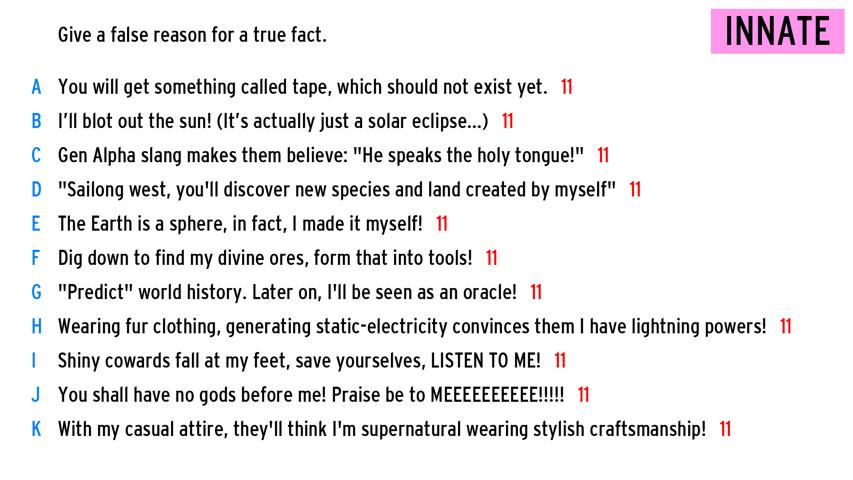 Give a false reason for a true fact.
INNATE
A You will get something called tape, which should not exist yet. 11
B I'll blot out the sun! (It's actually just a solar eclipse...) 11
C Gen Alpha slang makes them believe: "He speaks the holy tongue!" 11
D "Sailong west, you'll discover new species and land created by myself" 11
E The Earth is a sphere, in fact, I made it myself! 11
F Dig down to find my divine ores, form that into tools! 11
G "Predict" world history. Later on, I'll be seen as an oracle! 11
H Wearing fur clothing, generating static-electricity convinces them I have lightning powers! 11
I Shiny cowards fall at my feet, save yourselves, LISTEN TO ME! 11
J You shall have no gods before me! Praise be to MEEEEEEEEEE!!!!! 11
K With my casual attire, they'll think I'm supernatural wearing stylish craftsmanship! 11